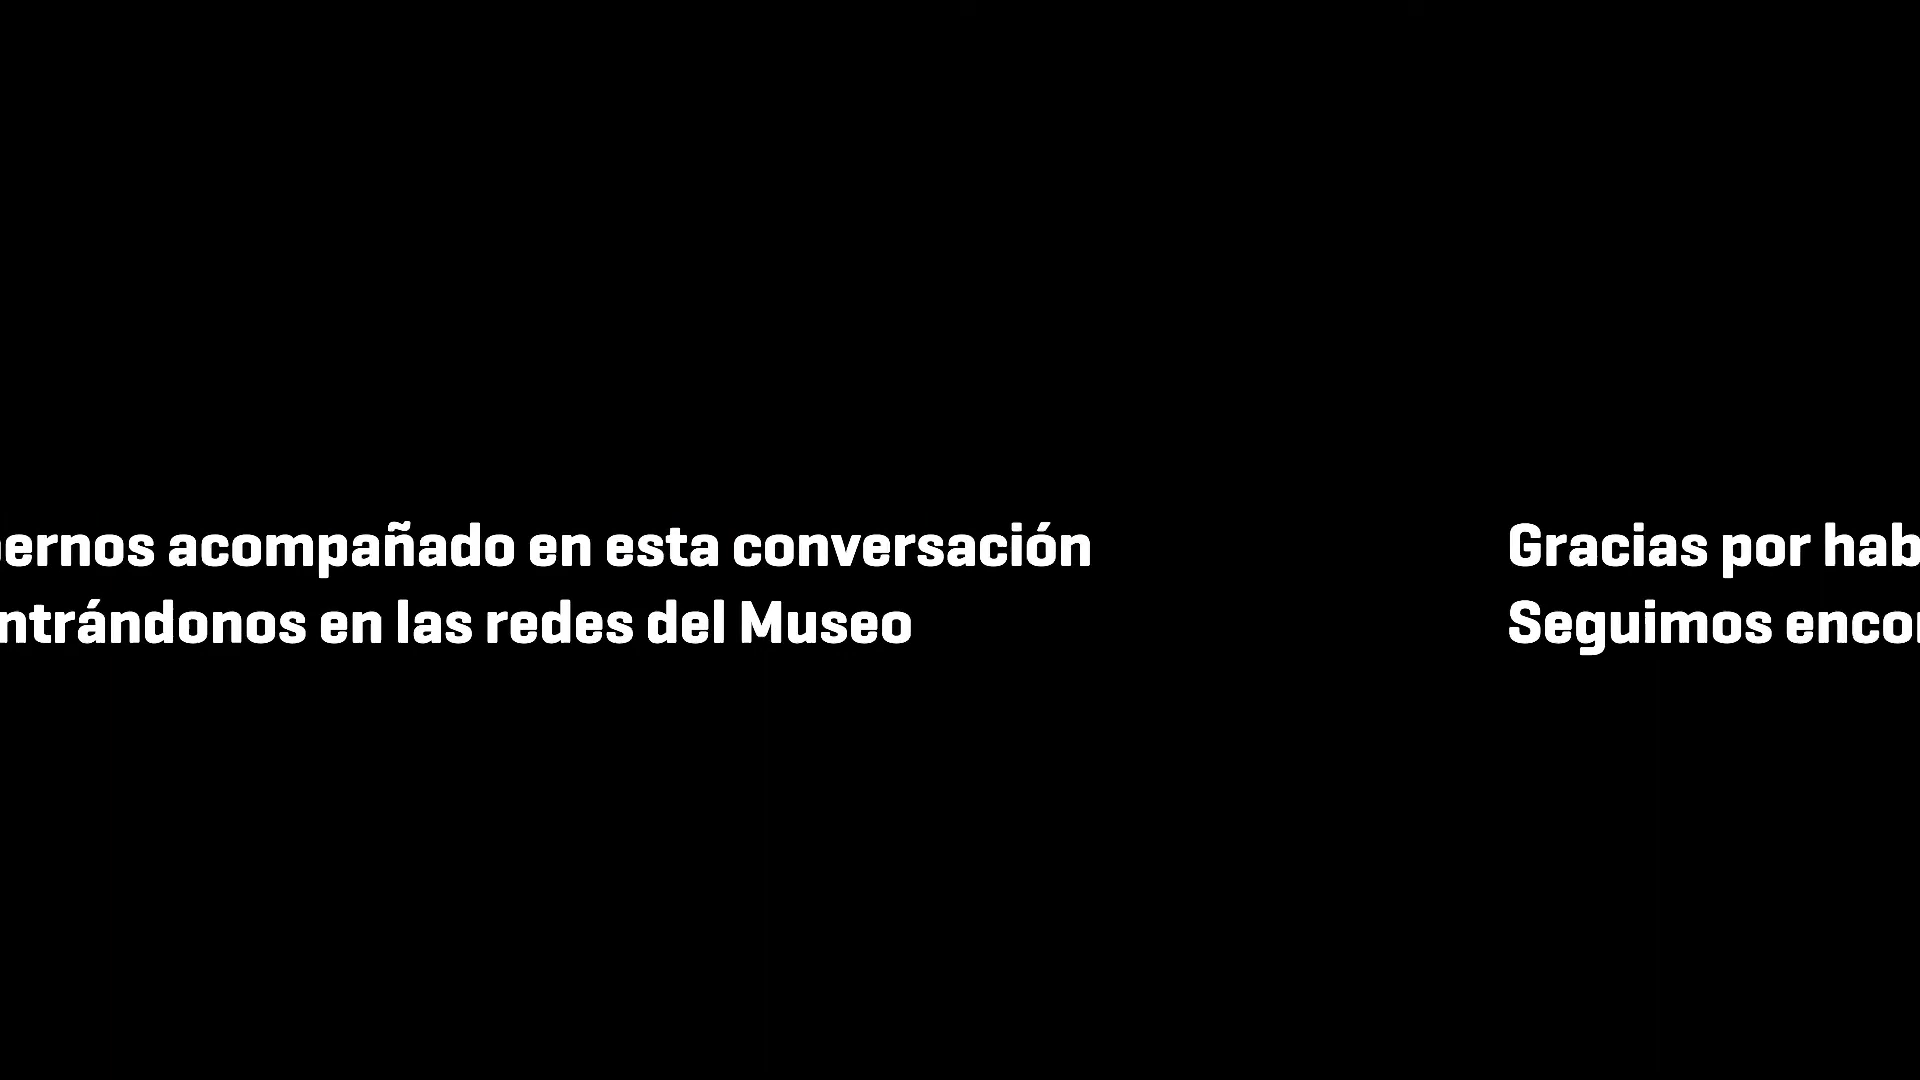 ernos acompañado en esta conversación
ntrándonos en las redes del Museo
Gracias por hab
Seguimos enco